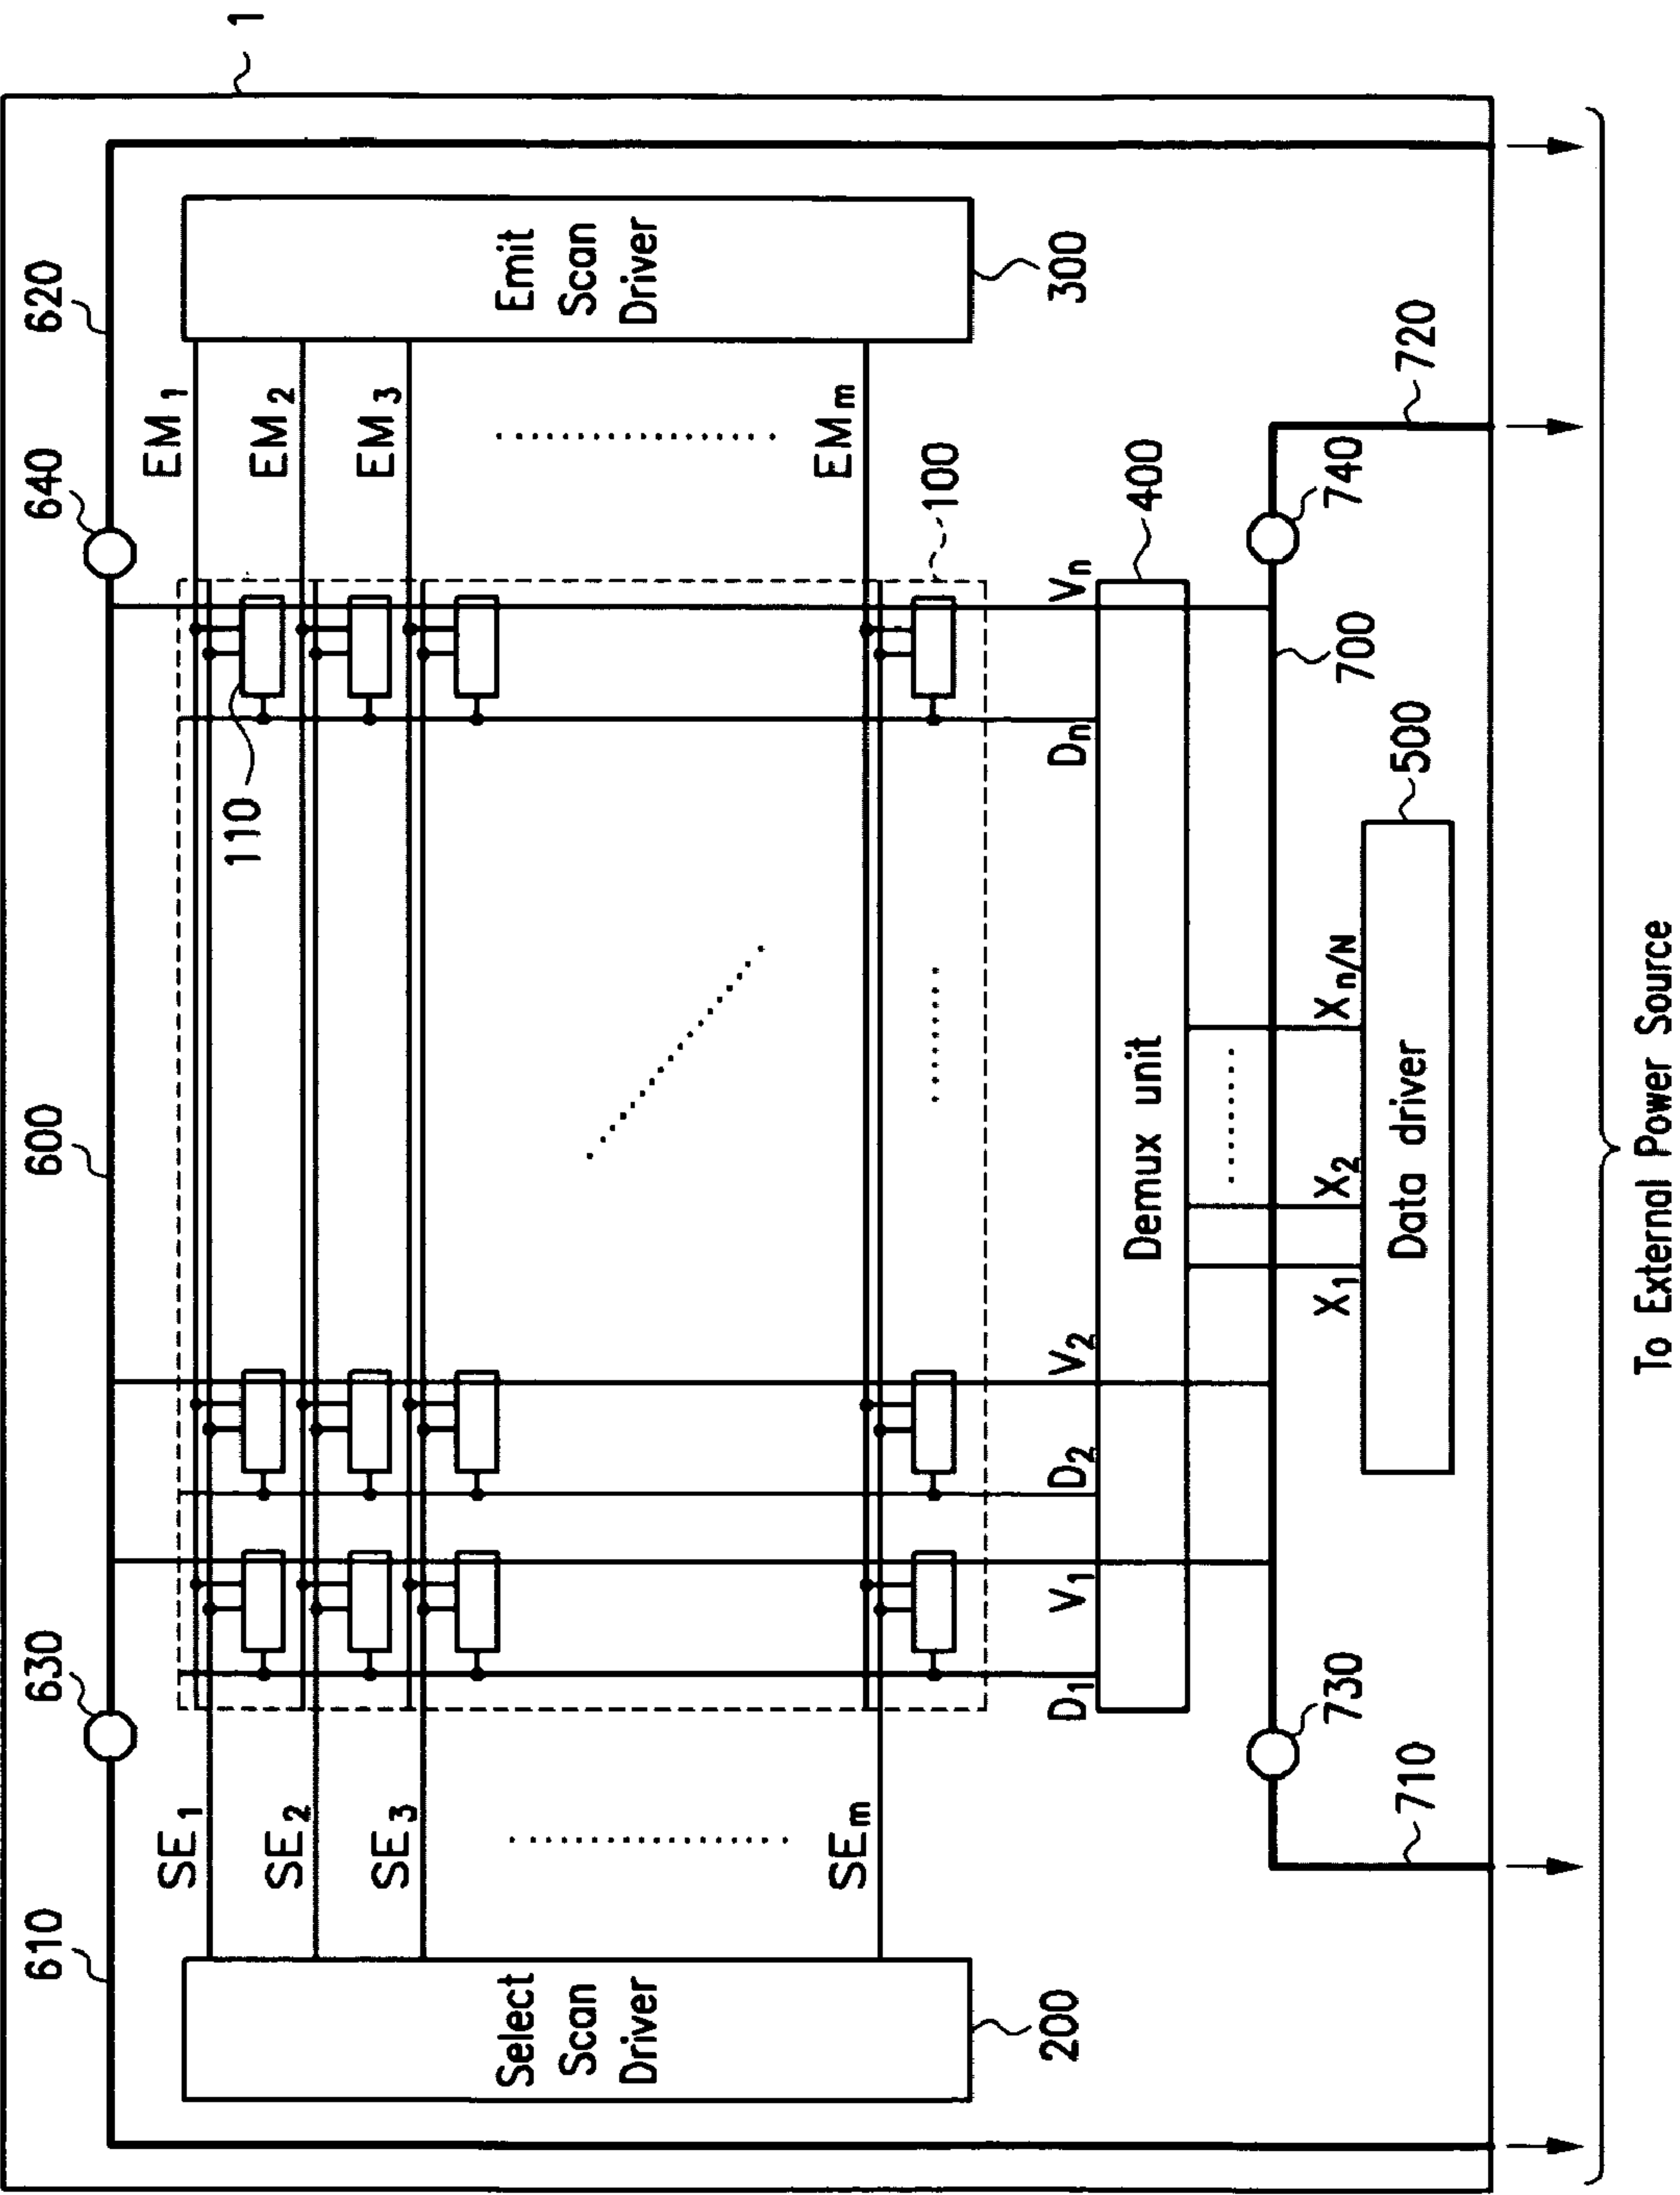 1
610
630
600
640
620
SE1
SE2
SE3
SEm
EM1
EM2
EM3
EMm
110
100
Select
Scan
Driver
200
Emit
Scan
Driver
300
D1
V1
D2
V2
Dn
Vn
Demux unit
400
X1
X2
Xn/N
700
730
740
Data driver
500
710
720
To External Power Source